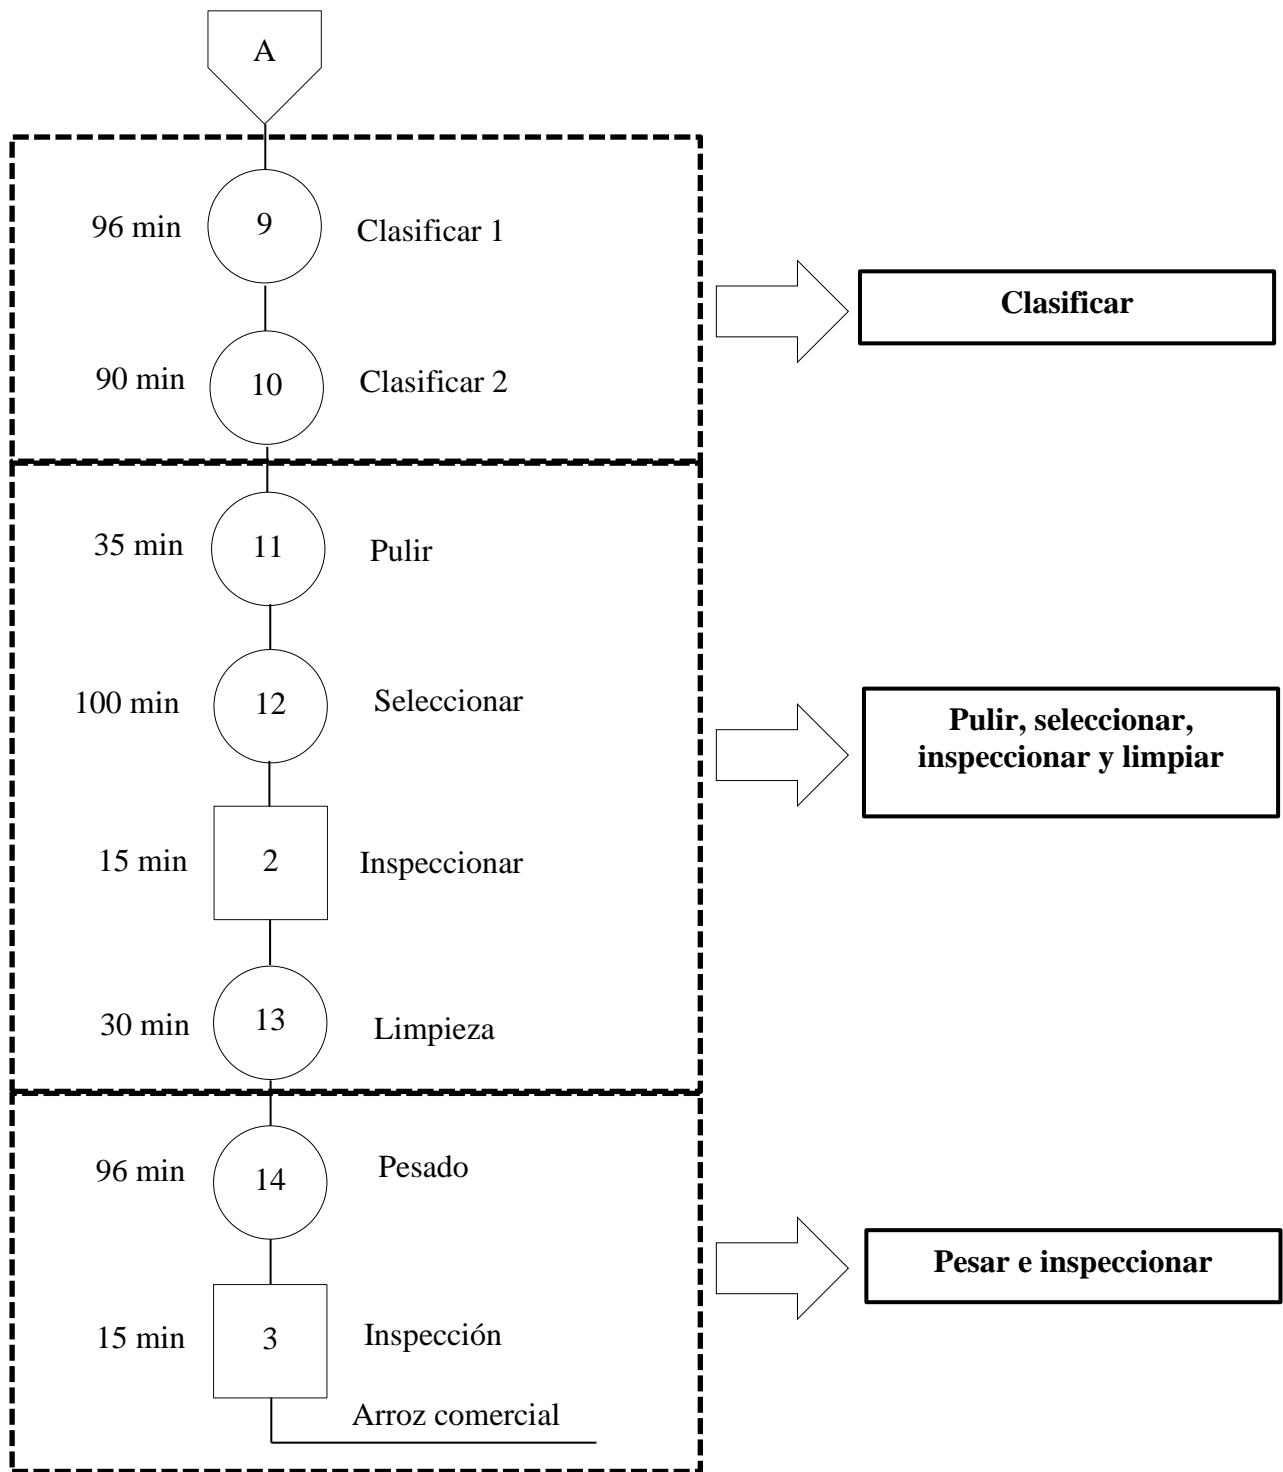 A
96 min
9
Clasificar 1
Clasificar
90 min
10
Clasificar 2
35 min
11
Pulir
100 min
12
Seleccionar
Pulir, seleccionar,
inspeccionar y limpiar
15 min
2
Inspeccionar
30 min
13
Limpieza
96 min
14
Pesado
Pesar e inspeccionar
15 min
3
Inspección
Arroz comercial